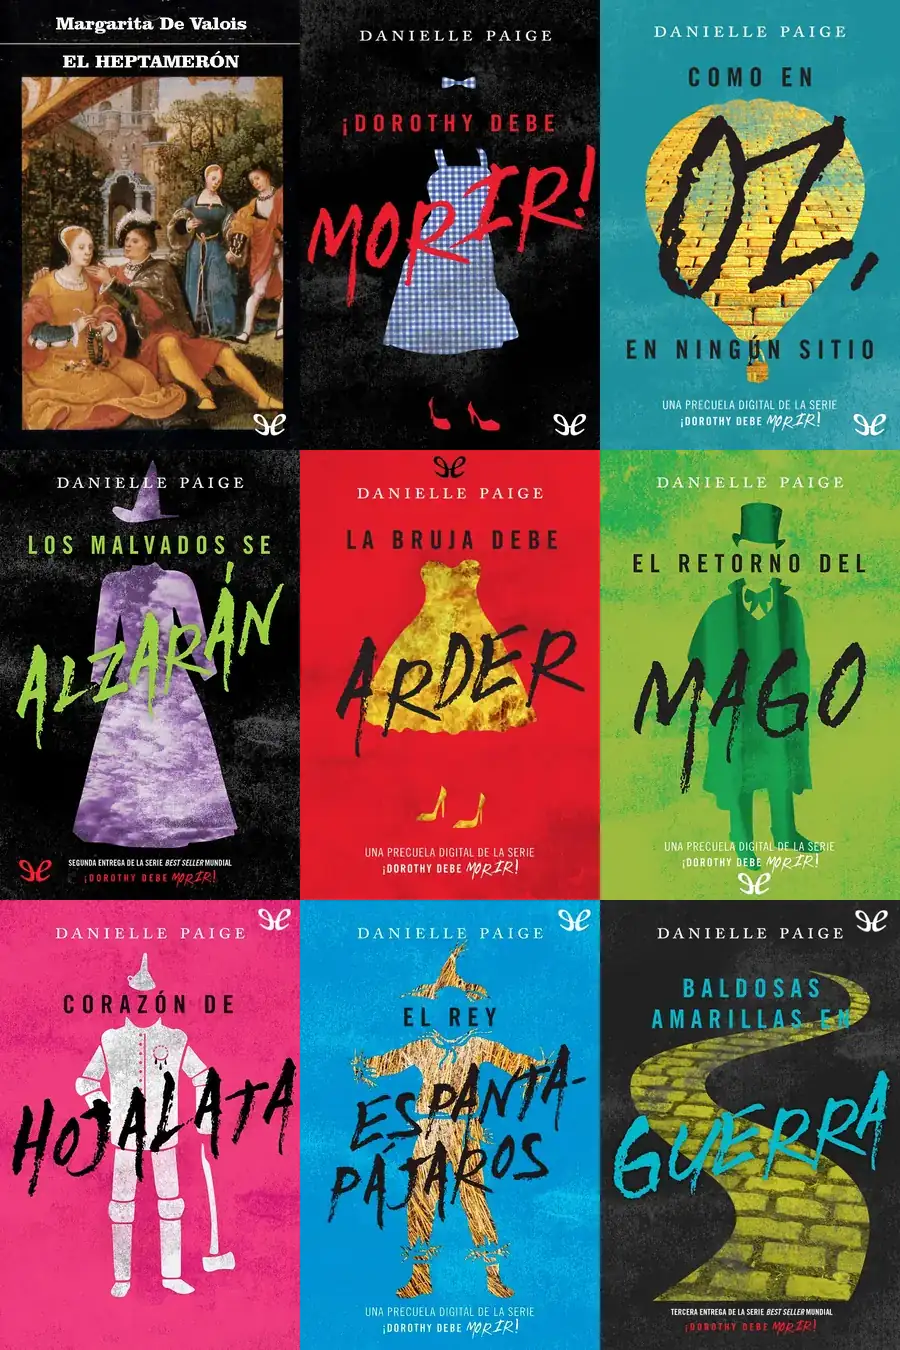 Margarita De Valois
EL HEPTAMERÓN
DANIELLE PAIGE
¡DOROTHY DEBE
MORIR!
DANIELLE PAIGE
COMO EN
OZ,
EN NINGÚN SITIO
UNA PRECUELA DIGITAL DE LA SERIE
¡DOROTHY DEBE MORIR!
DANIELLE PAIGE
LOS MALVADOS SE
ALZARÁN
SEGUNDA ENTREGA DE LA SERIE BEST SELLER MUNDIAL
¡DOROTHY DEBE MORIR!
DANIELLE PAIGE
LA BRUJA DEBE
ARDER
UNA PRECUELA DIGITAL DE LA SERIE
¡DOROTHY DEBE MORIR!
DANIELLE PAIGE
EL RETORNO DEL
MAGO
UNA PRECUELA DIGITAL DE LA SERIE
¡DOROTHY DEBE MORIR!
DANIELLE PAIGE
CORAZÓN DE
HOJALATA
DANIELLE PAIGE
EL REY
ESPANTA-
PÁJAROS
UNA PRECUELA DIGITAL DE LA SERIE
¡DOROTHY DEBE MORIR!
DANIELLE PAIGE
BALDOSAS
AMARILLAS EN
GUERRA
TERCERA ENTREGA DE LA SERIE BEST SELLER MUNDIAL
¡DOROTHY DEBE MORIR!